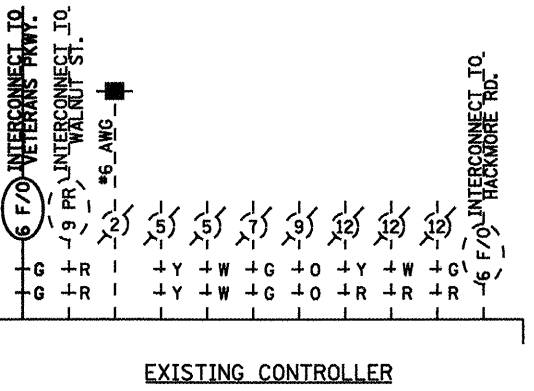 INTERCONNECT TO
VETERANS PKWY.
INTERCONNECT TO
WALNUT ST.
#6 AWG
INTERCONNECT TO
HACKMORE RD.
6 F/O
9 PR
2
5
5
7
9
12
12
12
6 F/O
G R Y W G O Y W G
G R Y W G O R R R
EXISTING CONTROLLER